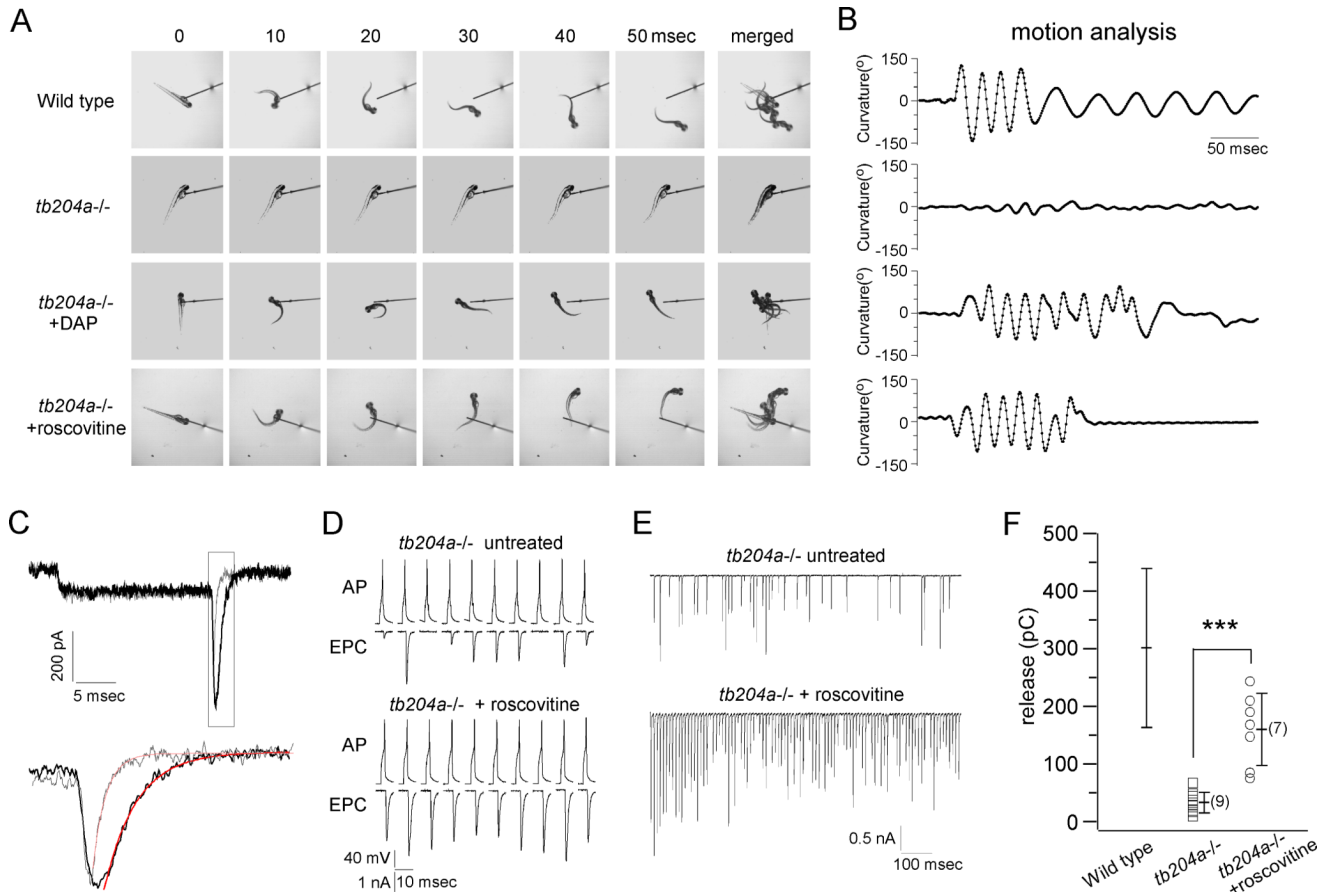 A
0 10 20 30 40 50 msec merged
Wild type
tb204a-/-
tb204a-/-
+DAP
tb204a-/-
+roscovitine
B
motion analysis
150
0
-150
Curvature(º)
50 msec
150
0
-150
Curvature(º)
150
0
-150
Curvature(º)
150
0
-150
Curvature(º)
C
200 pA
5 msec
D
tb204a-/- untreated
AP
EPC
tb204a-/- + roscovitine
AP
EPC
40 mV
1 nA
10 msec
E
tb204a-/- untreated
tb204a-/- + roscovitine
0.5 nA
100 msec
F
500
400
300
200
100
0
release (pC)
***
(9)
(7)
Wild type
tb204a-/-
tb204a-/-
+roscovitine